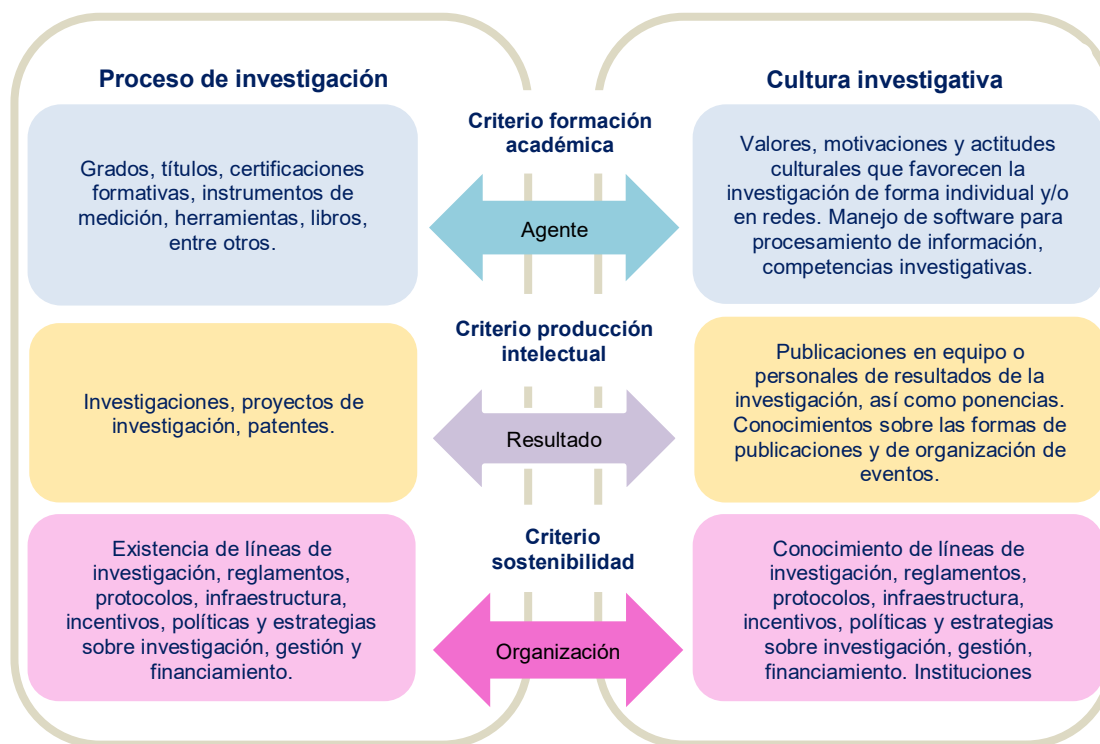 Proceso de investigación
Cultura investigativa
Criterio formación
académica
Grados, títulos, certificaciones
formativas, instrumentos de
medición, herramientas, libros,
entre otros.
Agente
Valores, motivaciones y actitudes
culturales que favorecen la
investigación de forma individual y/o
en redes. Manejo de software para
procesamiento de información,
competencias investigativas.
Criterio producción
intelectual
Investigaciones, proyectos de
investigación, patentes.
Resultado
Publicaciones en equipo o
personales de resultados de la
investigación, así como ponencias.
Conocimientos sobre las formas de
publicaciones y de organización de
eventos.
Criterio
sostenibilidad
Existencia de líneas de
investigación, reglamentos,
protocolos, infraestructura,
incentivos, políticas y estrategias
sobre investigación, gestión y
financiamiento.
Organización
Conocimiento de líneas de
investigación, reglamentos,
protocolos, infraestructura,
incentivos, políticas y estrategias
sobre investigación, gestión,
financiamiento. Instituciones